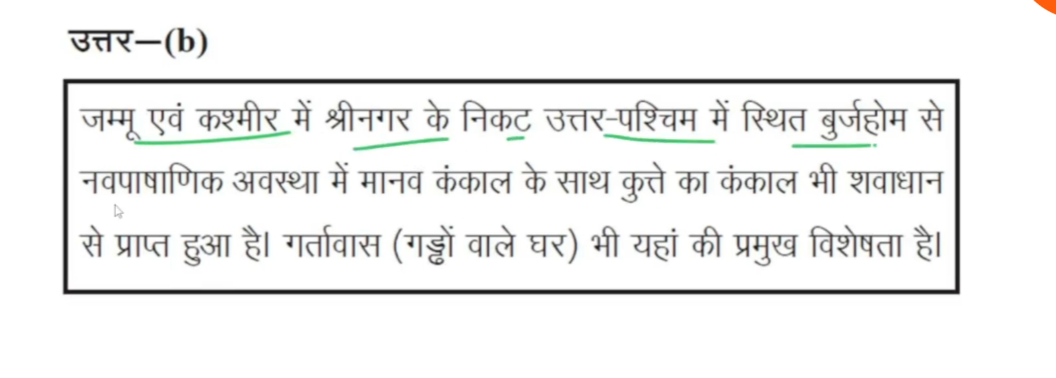 उत्तर–(b)
जम्मू एवं कश्मीर में श्रीनगर के निकट उत्तर-पश्चिम में स्थित बुर्जहोम से
नवपाषाणिक अवस्था में मानव कंकाल के साथ कुत्ते का कंकाल भी शवाधान
से प्राप्त हुआ है। गर्तावास (गड्ढों वाले घर) भी यहां की प्रमुख विशेषता है।